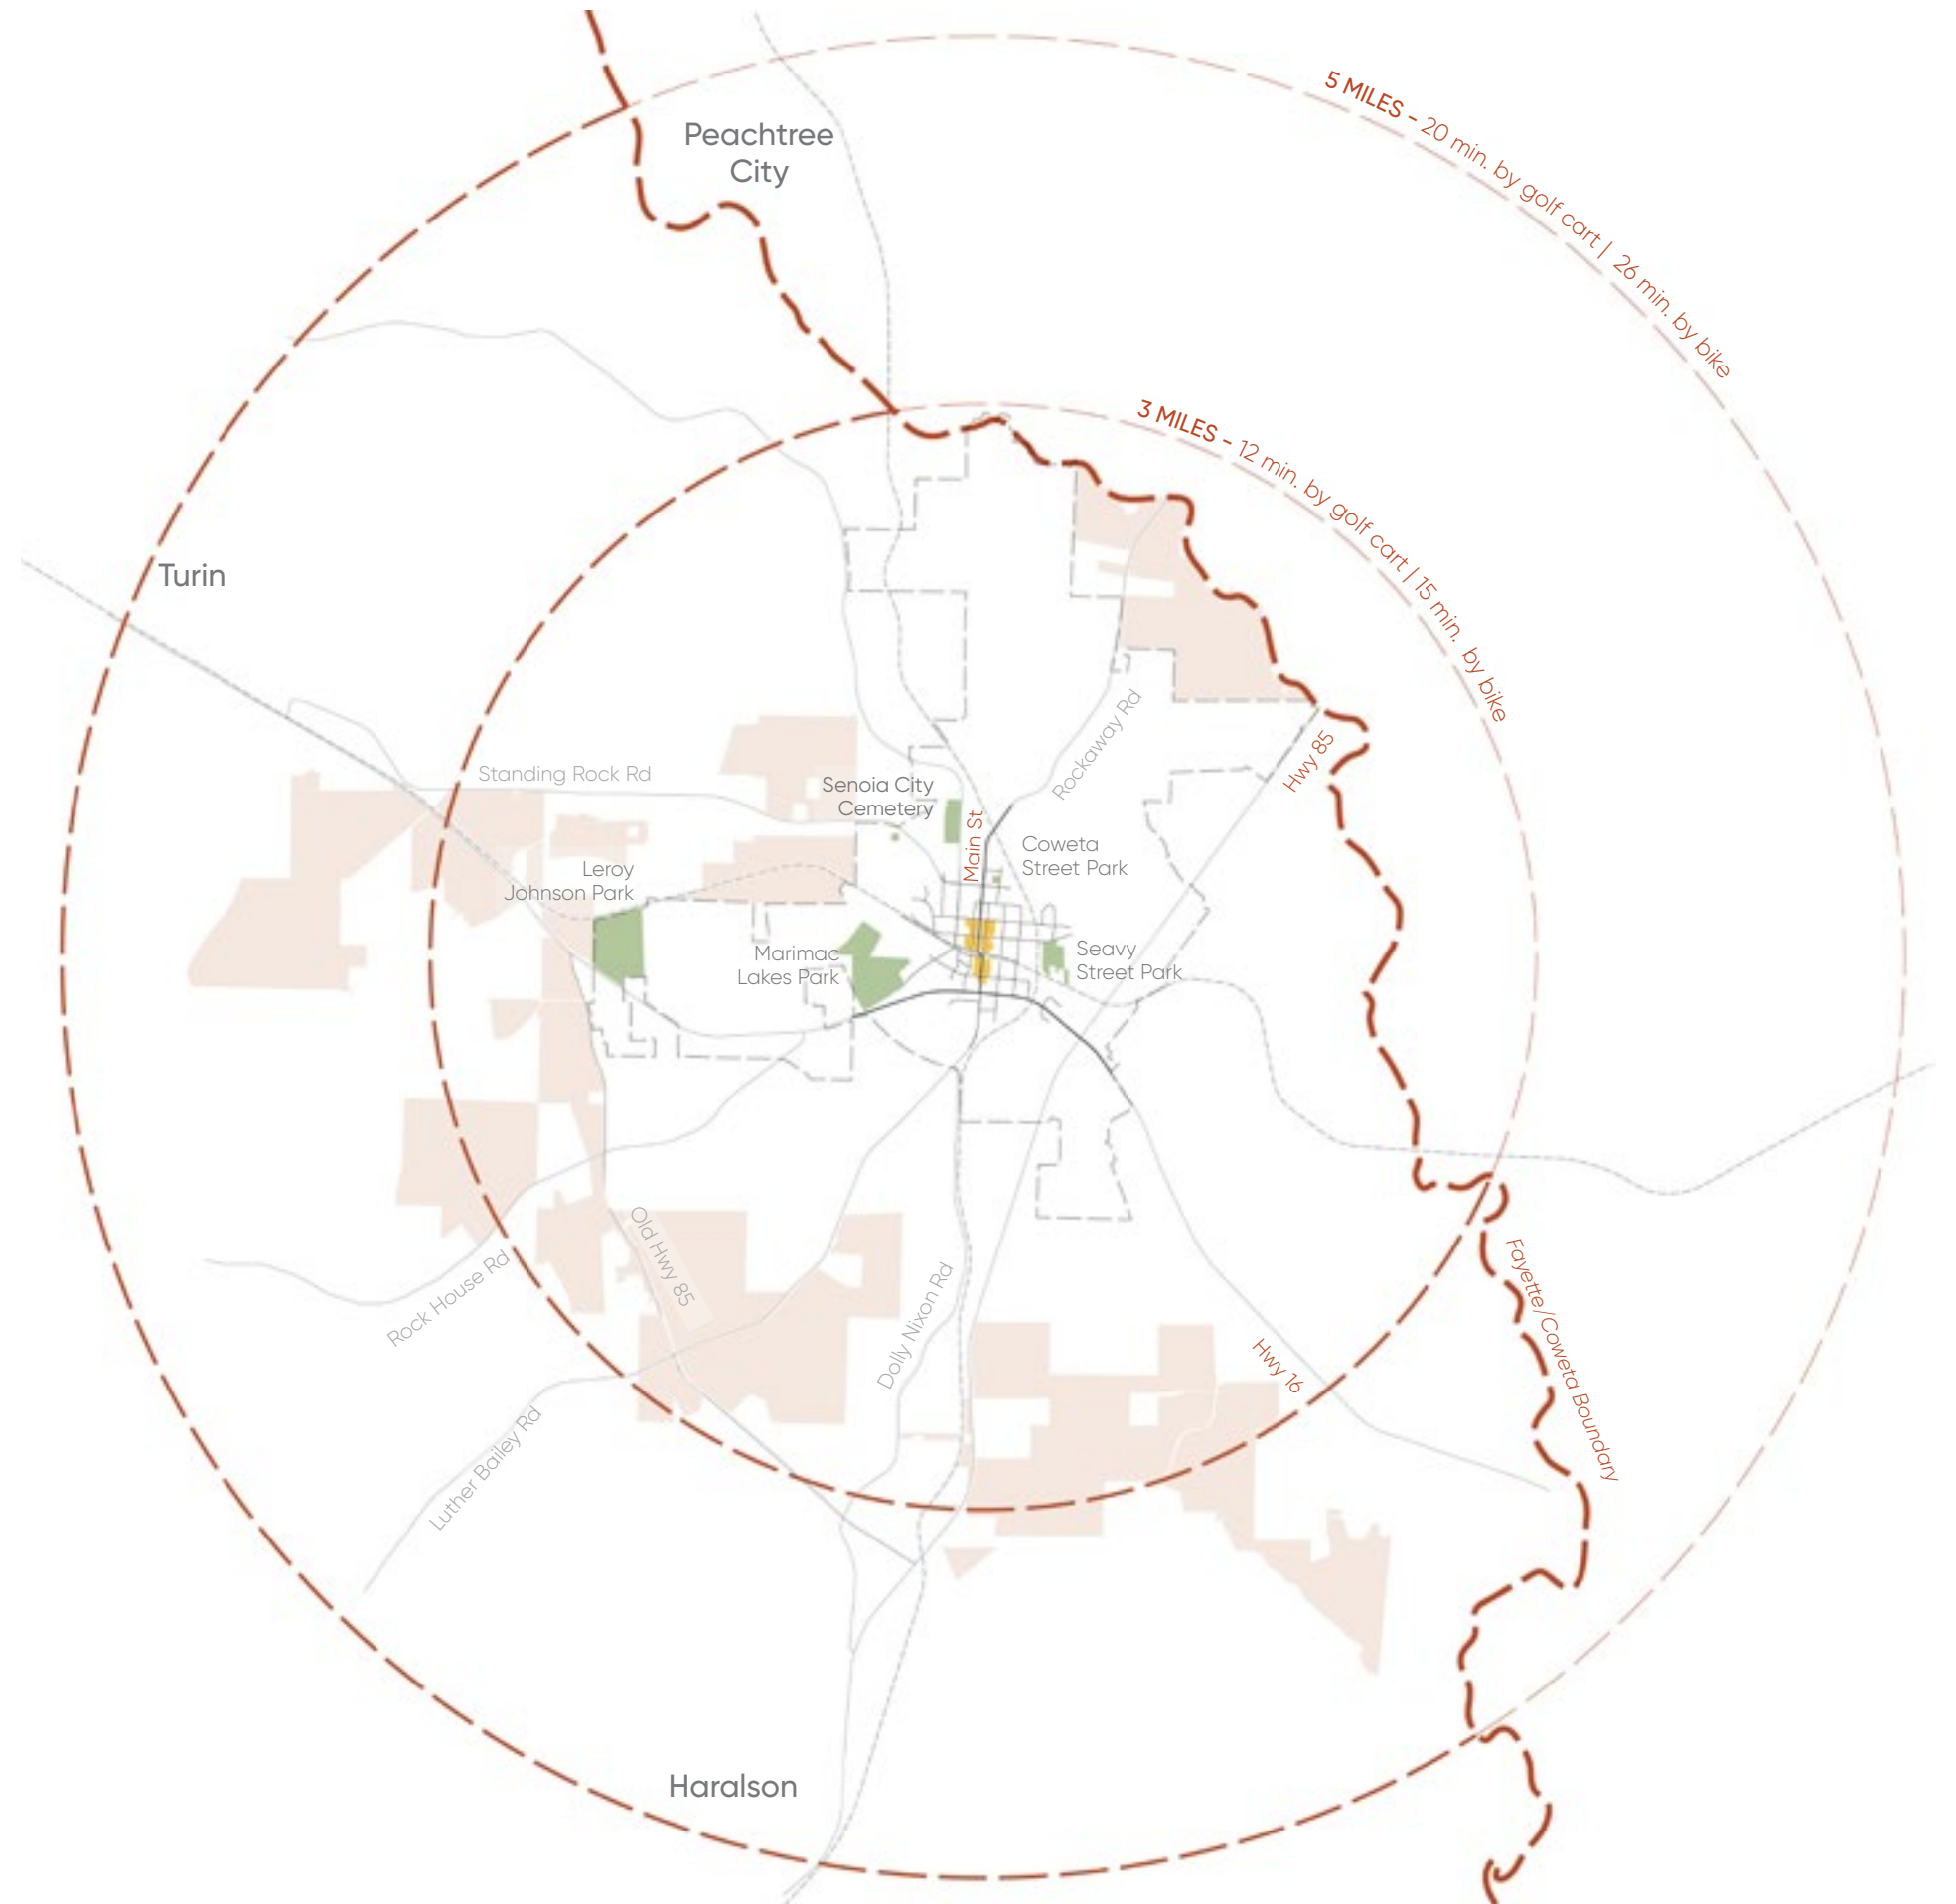 5 MILES - 20 min. by golf cart | 26 min. by bike
Peachtree
City
3 MILES - 12 min. by golf cart | 15 min. by bike
Turin
Standing Rock Rd
Rockaway Rd
Hwy 85
Senoia City
Cemetery
Main St
Coweta
Street Park
Leroy
Johnson Park
Marimac
Lakes Park
Seavy
Street Park
Old Hwy 85
Rock House Rd
Dolly Nixon Rd
Hwy 16
Fayette/Coweta Boundary
Luther Bailey Rd
Haralson